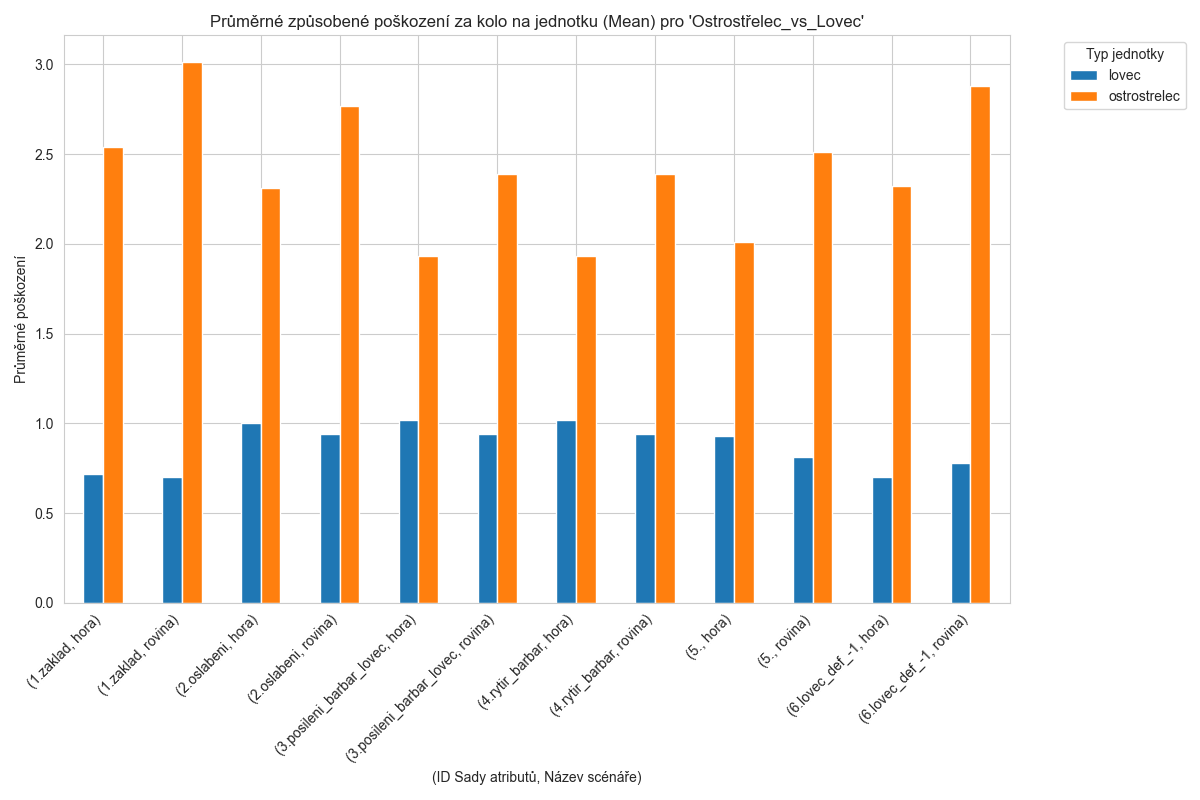 Průměrné způsobené poškození za kolo na jednotku (Mean) pro 'Ostrostřelec_vs_Lovec'
Typ jednotky
lovec
ostrostrelec
Průměrné poškození
3.0
2.5
2.0
1.5
1.0
0.5
0.0
(1.zaklad, hora)
(1.zaklad, rovina)
(2.oslabeni, hora)
(2.oslabeni, rovina)
(3.posileni_barbar_lovec, hora)
(3.posileni_barbar_lovec, rovina)
(4.rytir_barbar, hora)
(4.rytir_barbar, rovina)
(5., hora)
(5., rovina)
(6.lovec_def_-1, hora)
(6.lovec_def_-1, rovina)
(ID Sady atributů, Název scénáře)